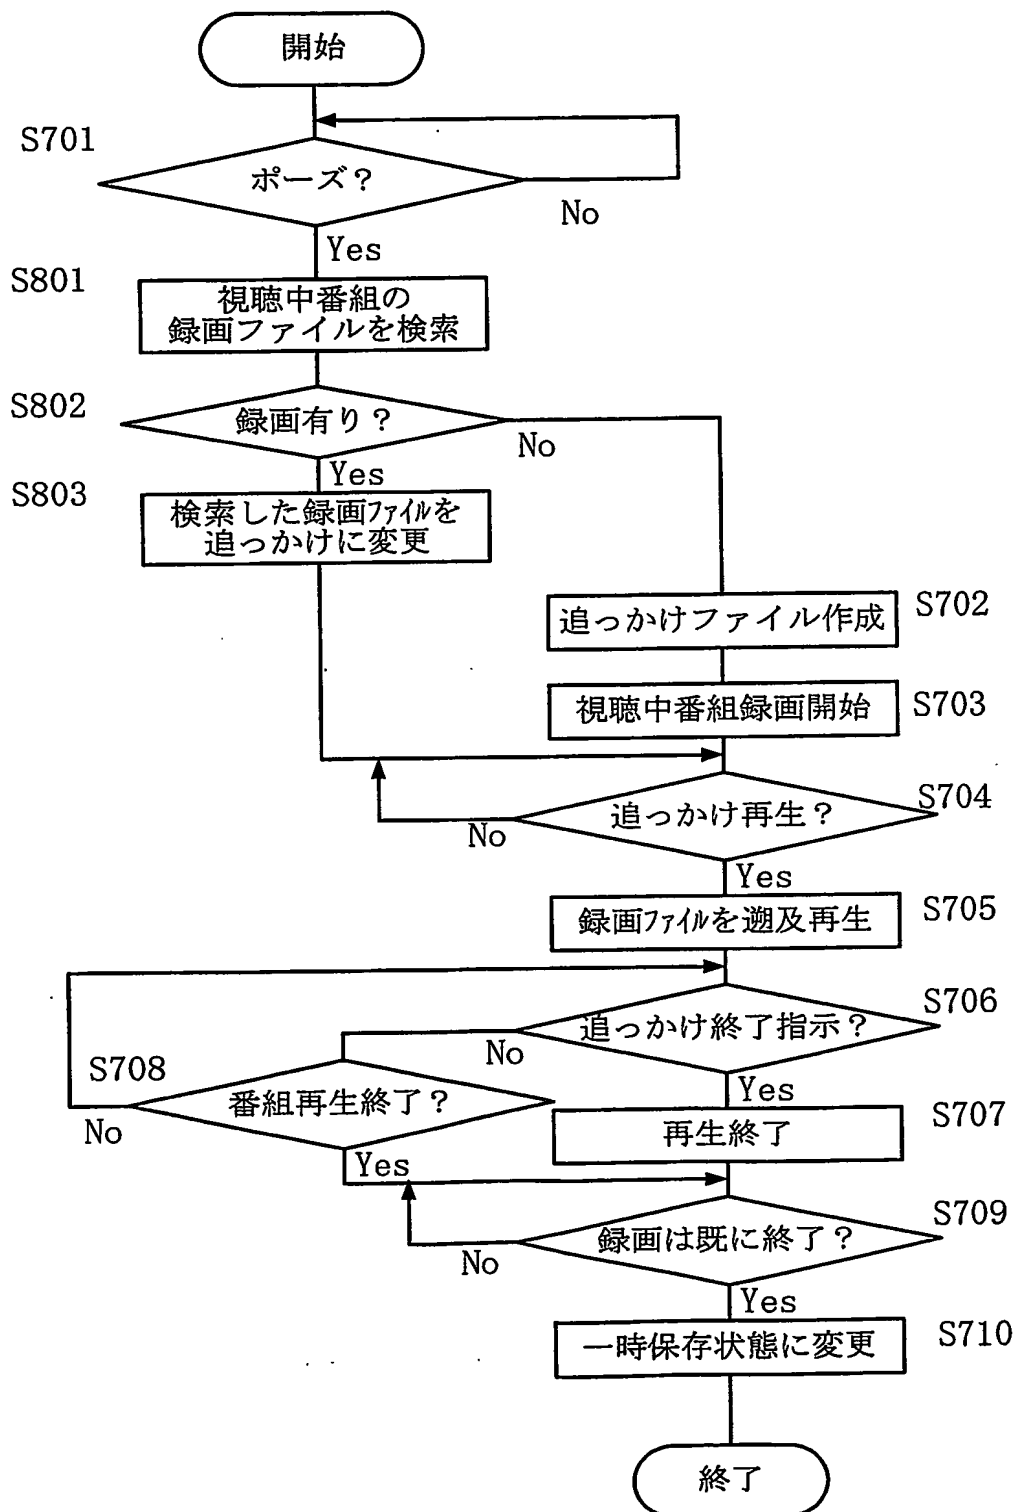 開始
S701
ポーズ?
No
Yes
S801
視聴中番組の
録画ファイルを検索
S802
録画有り?
No
Yes
S803
検索した録画ファイルを
追っかけに変更
追っかけファイル作成
S702
視聴中番組録画開始
S703
S704
追っかけ再生?
No
Yes
録画ファイルを遡及再生
S705
S706
追っかけ終了指示?
No
Yes
S708
番組再生終了?
No
Yes
再生終了
S707
S709
録画は既に終了?
No
Yes
一時保存状態に変更
S710
終了